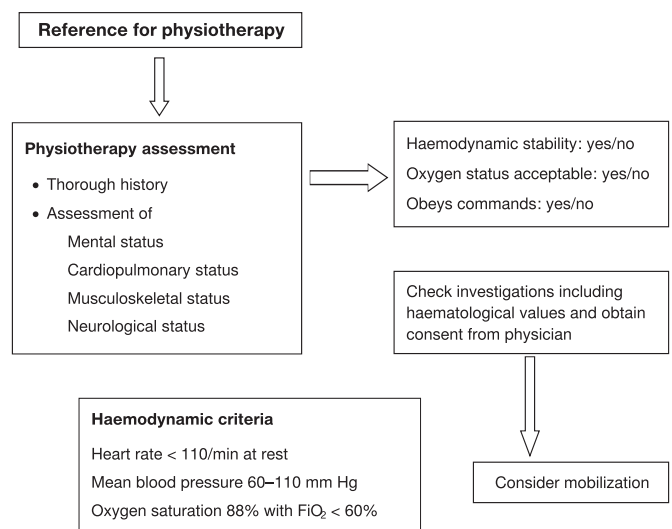 Reference for physiotherapy
Physiotherapy assessment
• Thorough history
• Assessment of
Mental status
Cardiopulmonary status
Musculoskeletal status
Neurological status
Haemodynamic stability: yes/no
Oxygen status acceptable: yes/no
Obeys commands: yes/no
Check investigations including
haematological values and obtain
consent from physician
Consider mobilization
Haemodynamic criteria
Heart rate < 110/min at rest
Mean blood pressure 60–110 mm Hg
Oxygen saturation 88% with FiO₂ < 60%